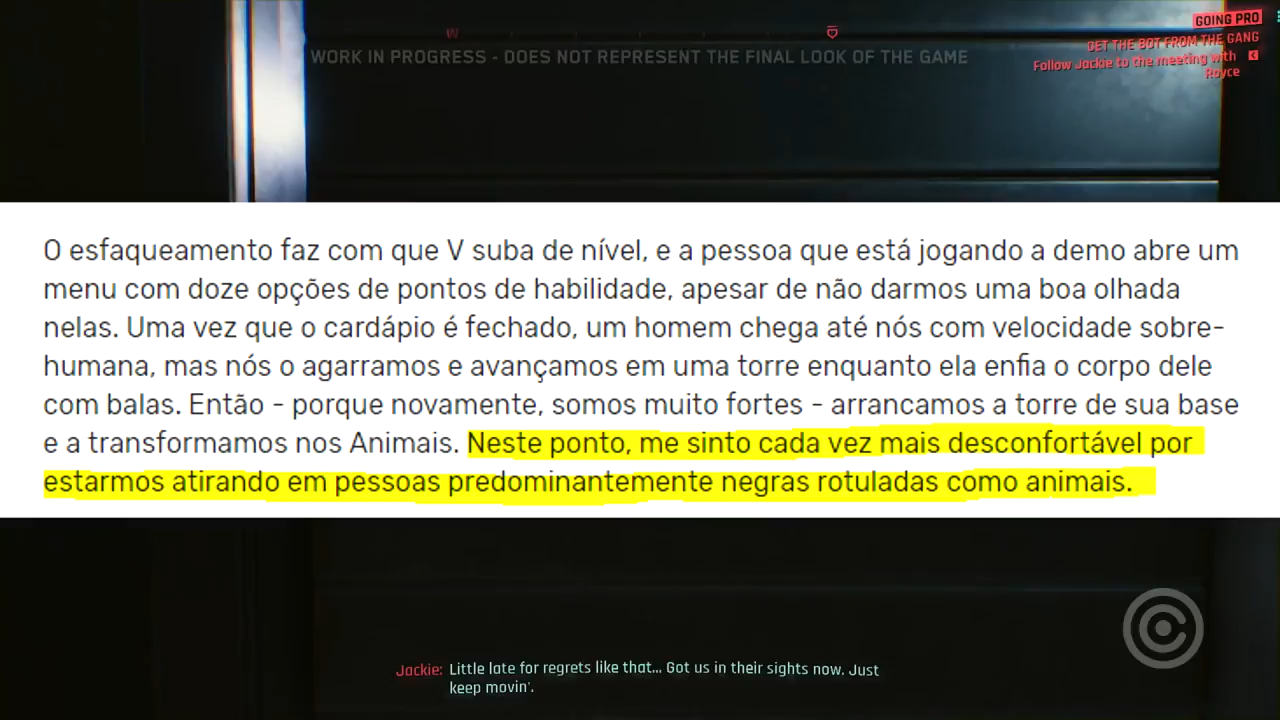 W
WORK IN PROGRESS - DOES NOT REPRESENT THE FINAL LOOK OF THE GAME
GOING PRO
GET THE BOT FROM THE GANG
Follow Jackie to the meeting with
Royce
O esfaqueamento faz com que V suba de nível, e a pessoa que está jogando a demo abre um
menu com doze opções de pontos de habilidade, apesar de não darmos uma boa olhada
nelas. Uma vez que o cardápio é fechado, um homem chega até nós com velocidade sobre-
humana, mas nós o agarramos e avançamos em uma torre enquanto ela enfia o corpo dele
com balas. Então - porque novamente, somos muito fortes - arrancamos a torre de sua base
e a transformamos nos Animais. Neste ponto, me sinto cada vez mais desconfortável por
estarmos atirando em pessoas predominantemente negras rotuladas como animais.
Jackie: Little late for regrets like that... Got us in their sights now. Just
keep movin'.